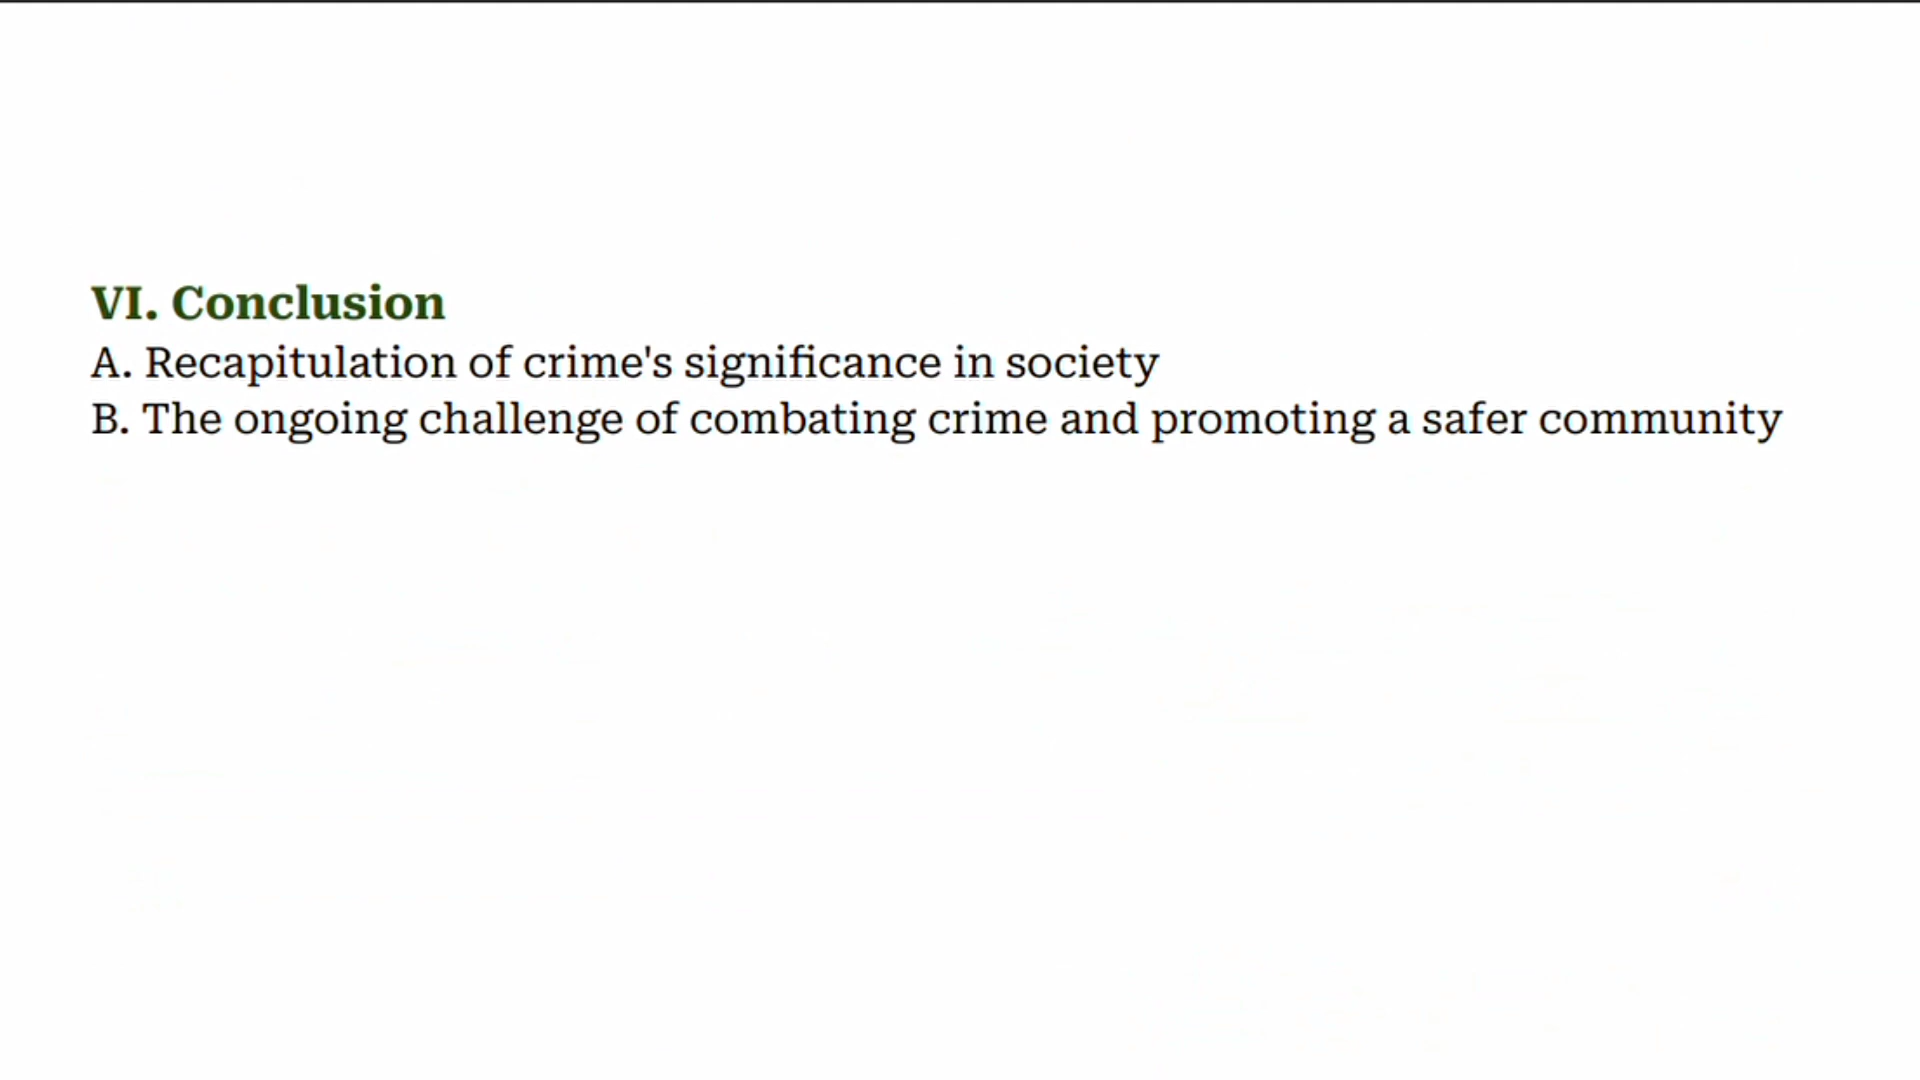 VI. Conclusion
A. Recapitulation of crime's significance in society
B. The ongoing challenge of combating crime and promoting a safer community